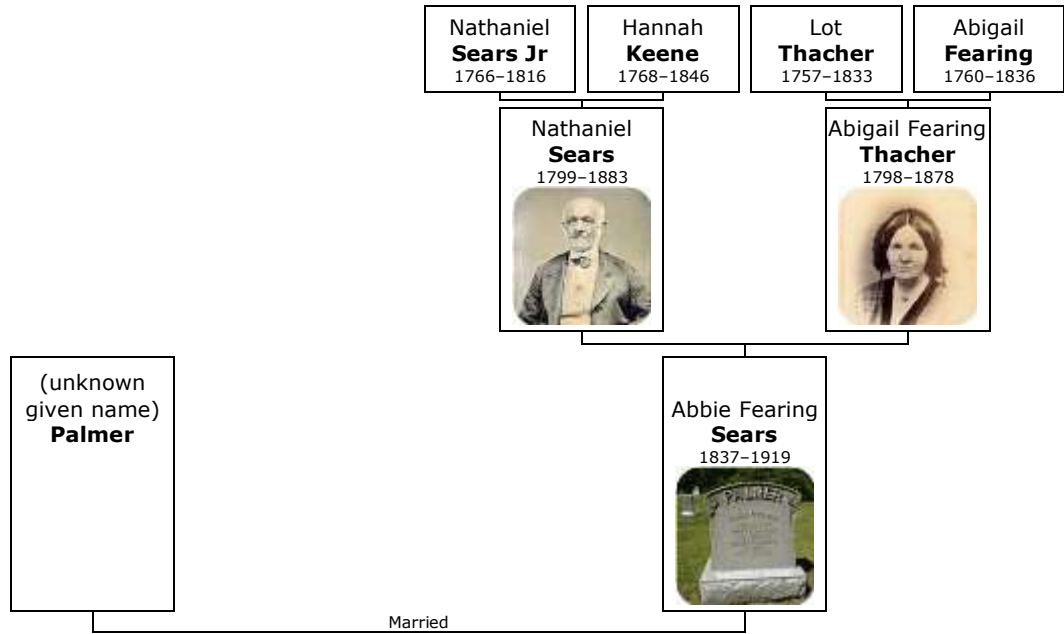 Nathaniel
Sears Jr
1766–1816
Hannah
Keene
1768–1846
Lot
Thacher
1757–1833
Abigail
Fearing
1760–1836
Nathaniel
Sears
1799–1883
Abigail Fearing
Thacher
1798–1878
(unknown
given name)
Palmer
Abbie Fearing
Sears
1837–1919
PALMER
Married